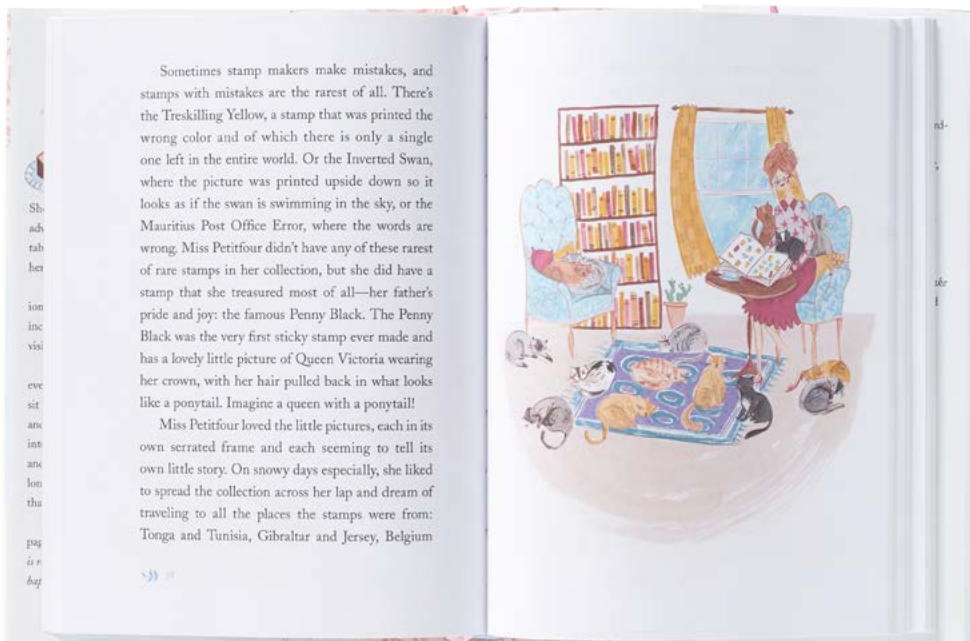 Sometimes stamp makers make mistakes, and
stamps with mistakes are the rarest of all. There's
the Treskilling Yellow, a stamp that was printed the
wrong color and of which there is only a single
one left in the entire world. Or the Inverted Swan,
where the picture was printed upside down so it
looks as if the swan is swimming in the sky, or the
Mauritius Post Office Error, where the words are
wrong. Miss Petitfour didn't have any of these rarest
of rare stamps in her collection, but she did have a
stamp that she treasured most of all—her father's
pride and joy: the famous Penny Black. The Penny
Black was the very first sticky stamp ever made and
has a lovely little picture of Queen Victoria wearing
her crown, with her hair pulled back in what looks
like a ponytail. Imagine a queen with a ponytail!
Miss Petitfour loved the little pictures, each in its
own serrated frame and each seeming to tell its
own little story. On snowy days especially, she liked
to spread the collection across her lap and dream of
traveling to all the places the stamps were from:
Tonga and Tunisia, Gibraltar and Jersey, Belgium